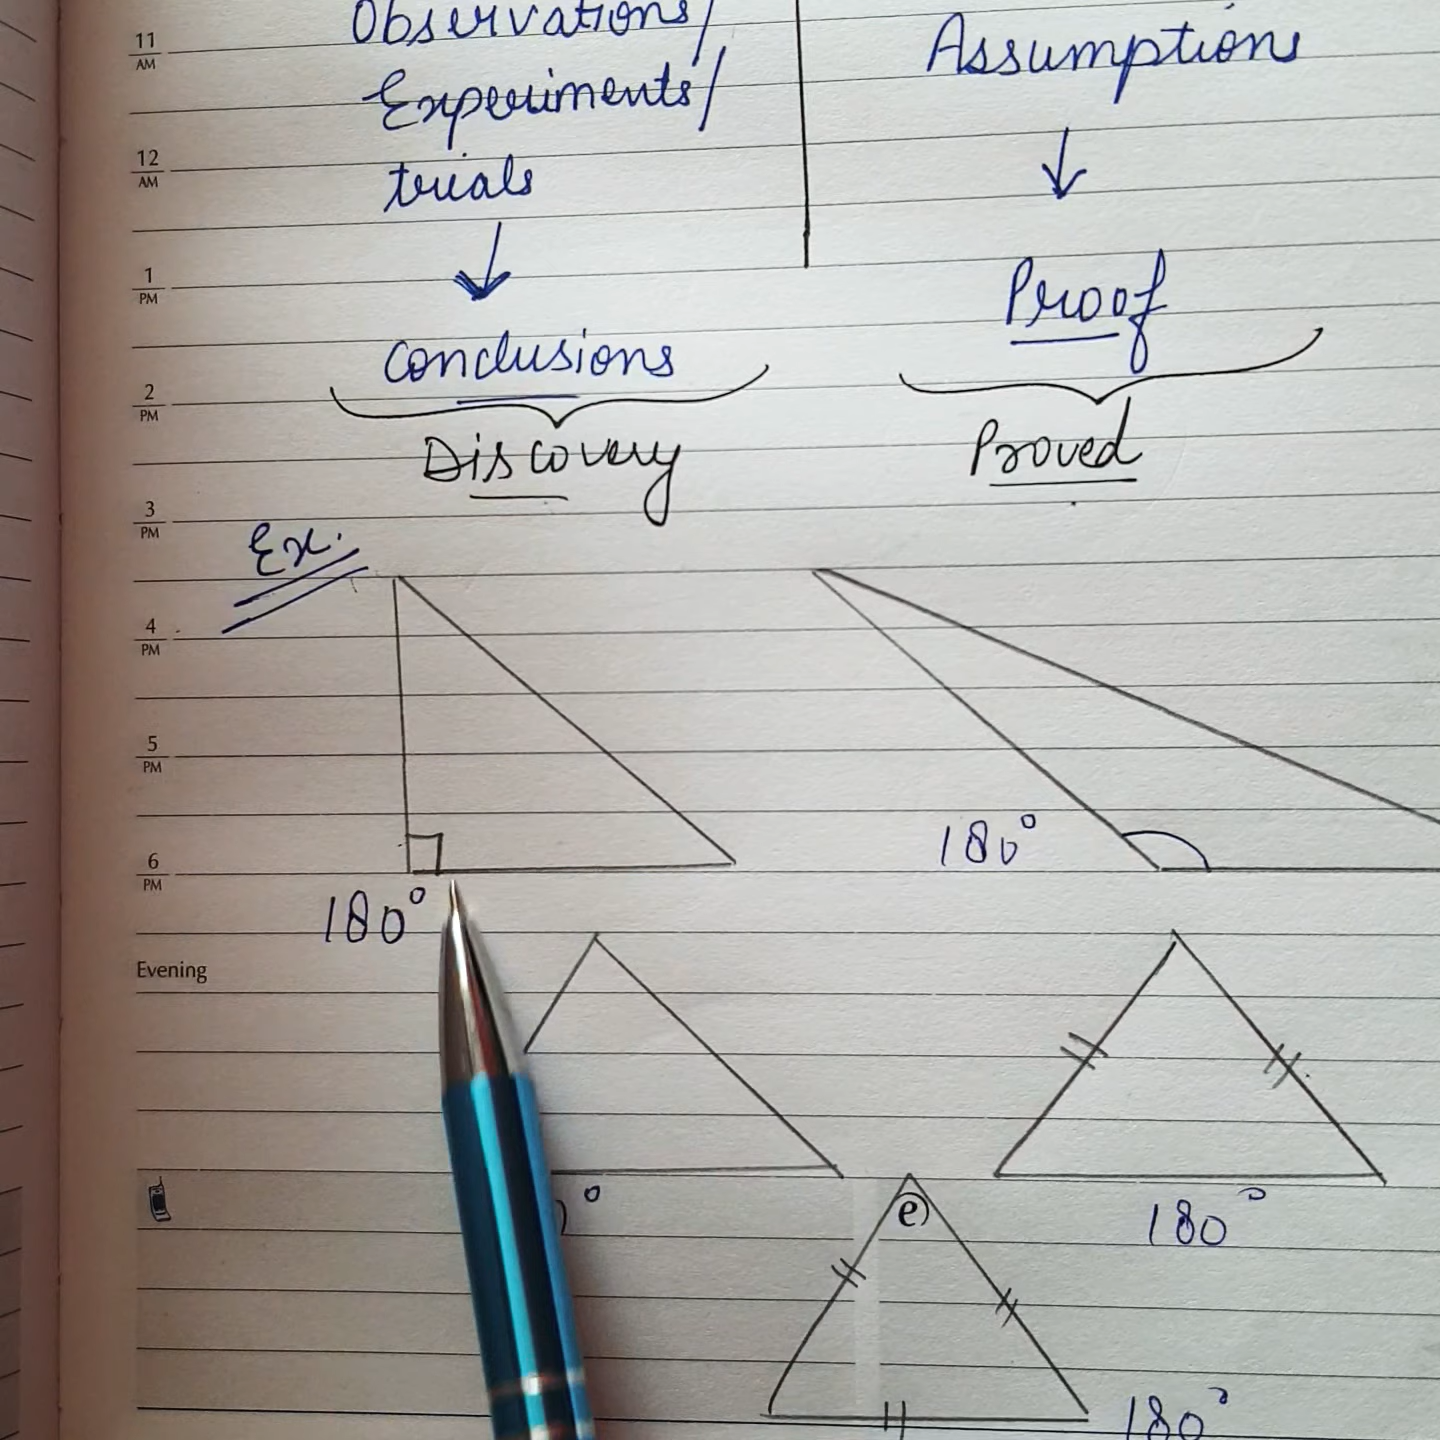 Observations/
Experiments/
trials
Conclusions
Discovery
Assumptions
Proof
Proved
Ex.
180°
180°
180°
e
180°
11 AM
12 AM
1 PM
2 PM
3 PM
4 PM
5 PM
6 PM
Evening